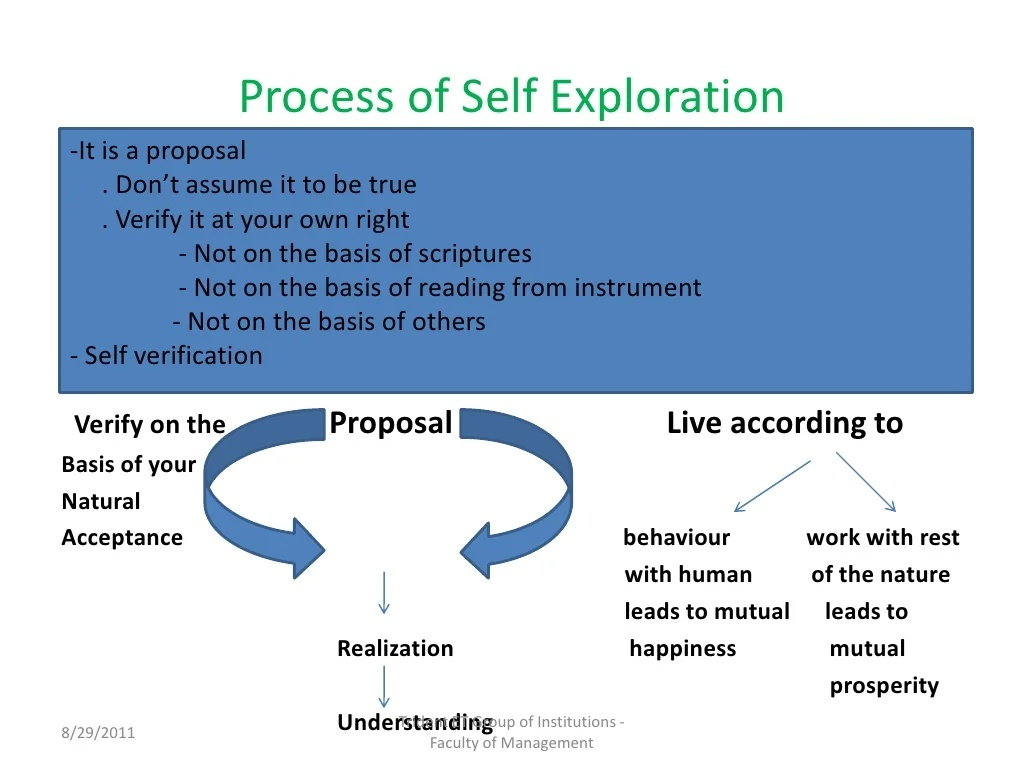 Process of Self Exploration
-It is a proposal
. Don’t assume it to be true
. Verify it at your own right
- Not on the basis of scriptures
- Not on the basis of reading from instrument
- Not on the basis of others
- Self verification
Verify on the
Basis of your
Natural
Acceptance
Proposal
Realization
Understanding
Live according to
behaviour
with human
leads to mutual
happiness
work with rest
of the nature
leads to
mutual
prosperity
8/29/2011
Trident ET Group of Institutions -
Faculty of Management